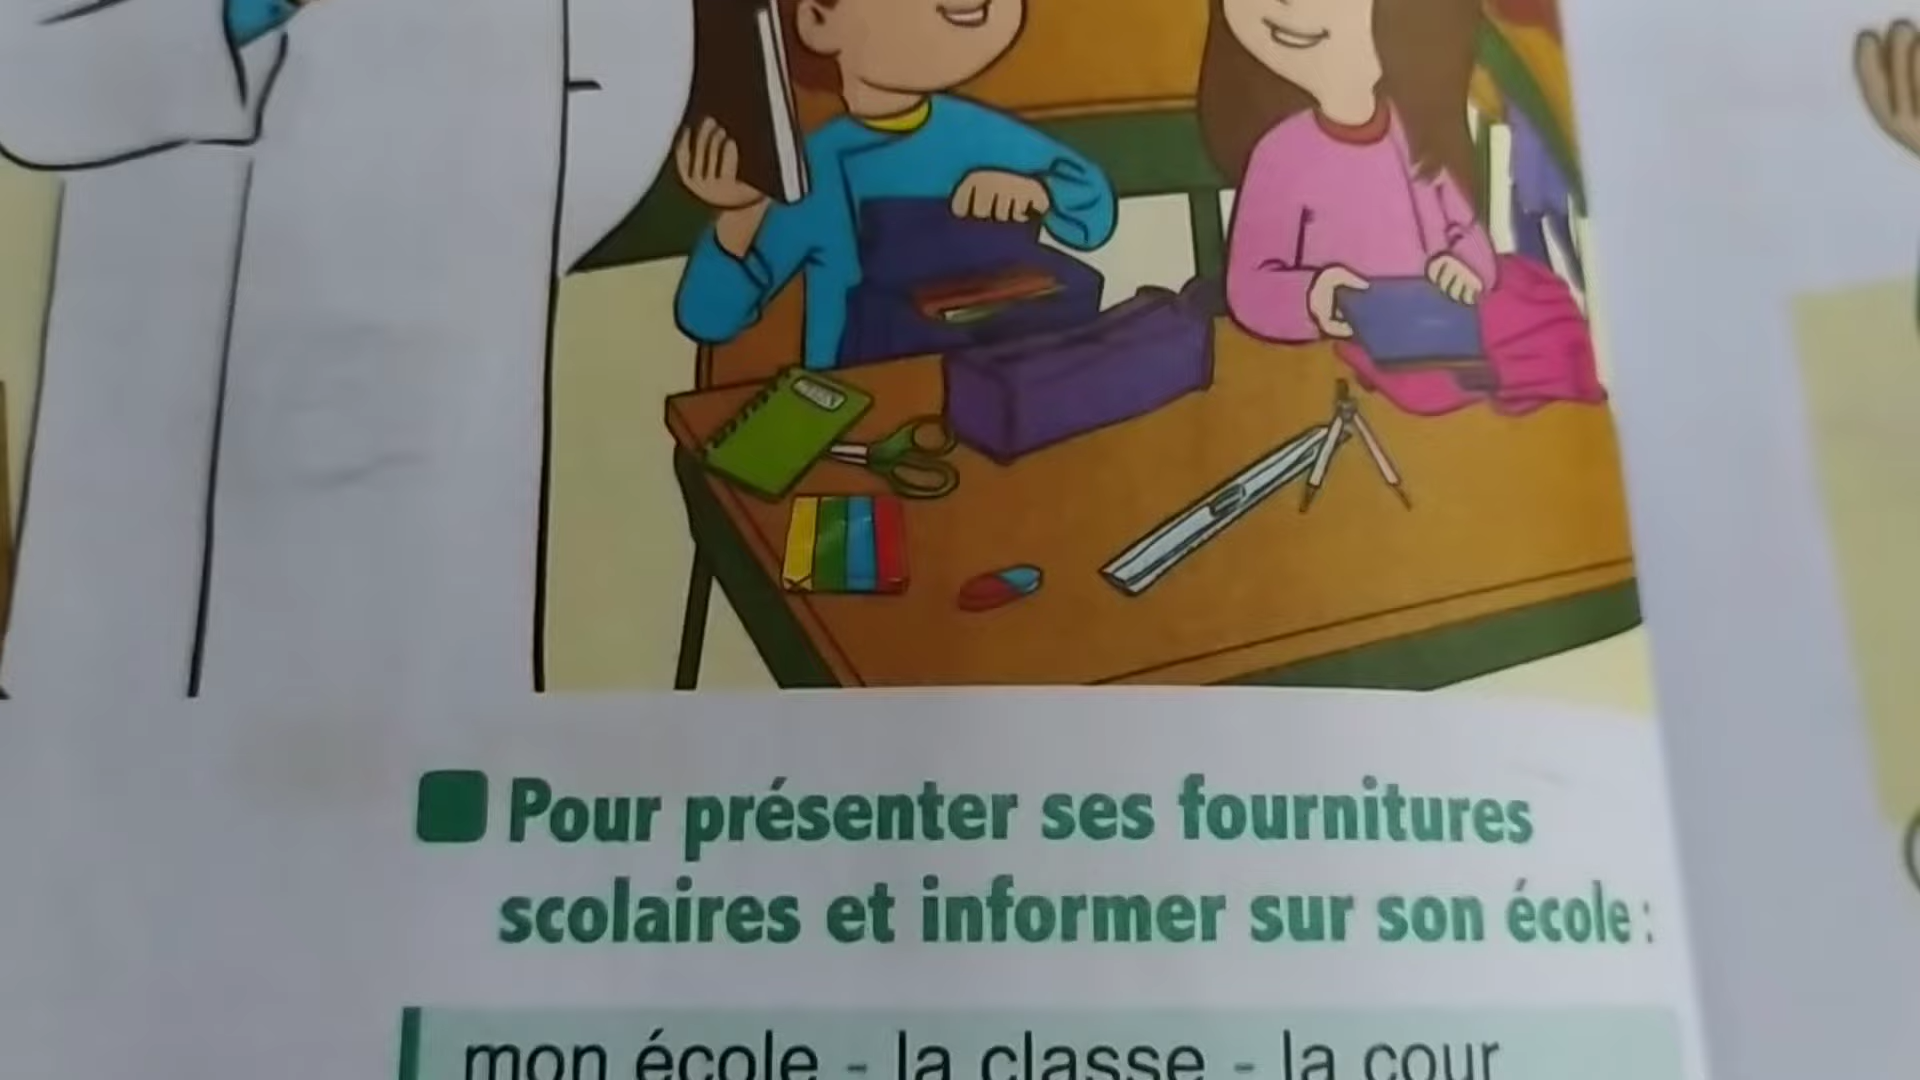 Pour présenter ses fournitures
scolaires et informer sur son école :
mon école - la classe - la cour